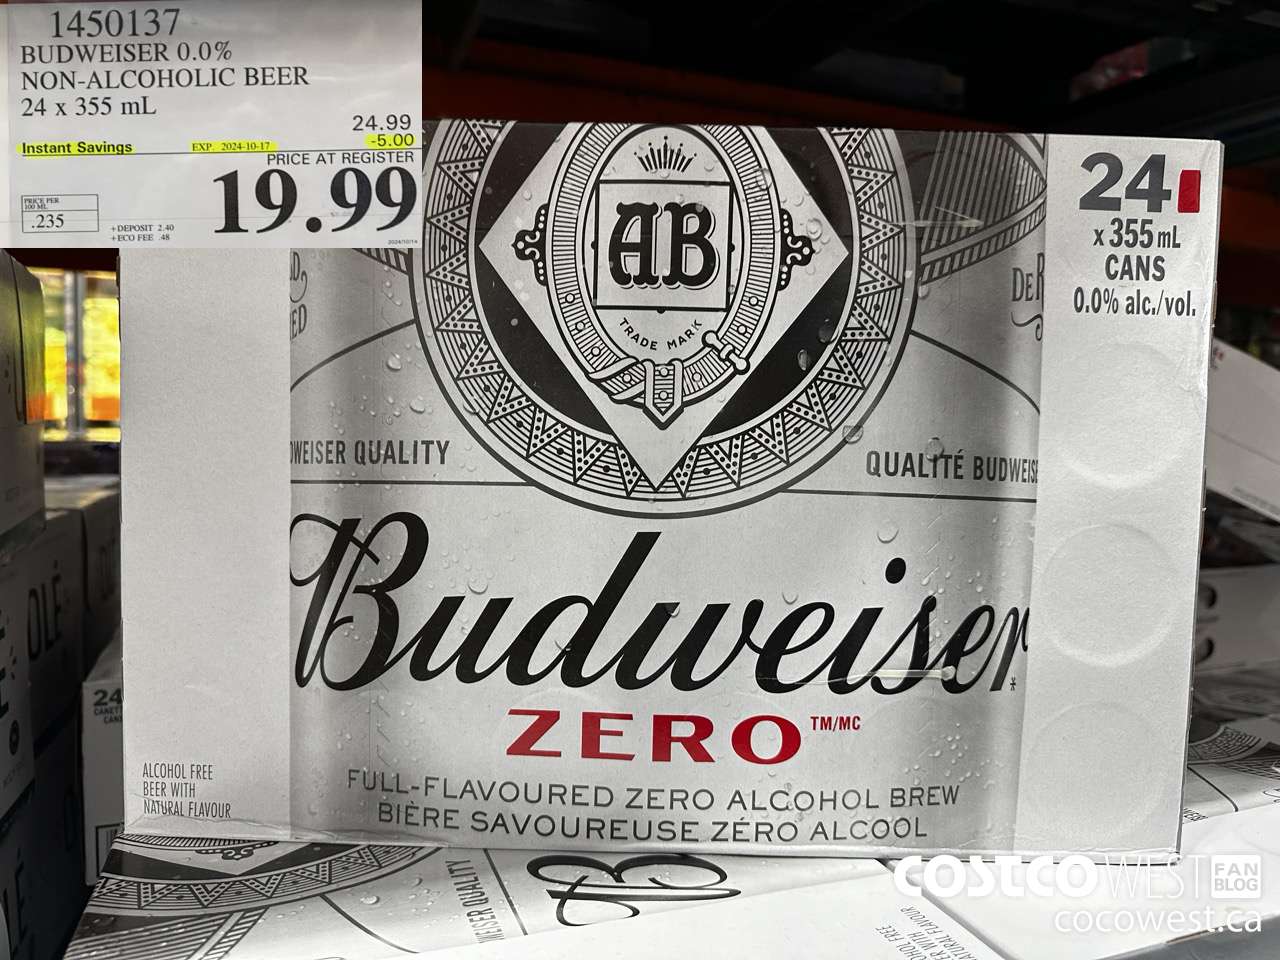 1450137
BUDWEISER 0.0%
NON-ALCOHOLIC BEER
24 x 355 mL
24.99
Instant Savings EXP. 2024-10-17 -5.00
PRICE AT REGISTER
19.99
PRICE PER
100 ML
.235
+DEPOSIT 2.40
+ECO FEE .48
2024/10/14
24
x 355 mL
CANS
0.0% alc./vol.
AB
TRADE MARK
WEISER QUALITY
QUALITÉ BUDWEIS
Budweiser
ZERO TM/MC
FULL-FLAVOURED ZERO ALCOHOL BREW
BIÈRE SAVOUREUSE ZÉRO ALCOOL
ALCOHOL FREE
BEER WITH
NATURAL FLAVOUR
OLÉ
24
WEISER QUALITY
B
COSTCO WEST FAN BLOG
cocowest.ca